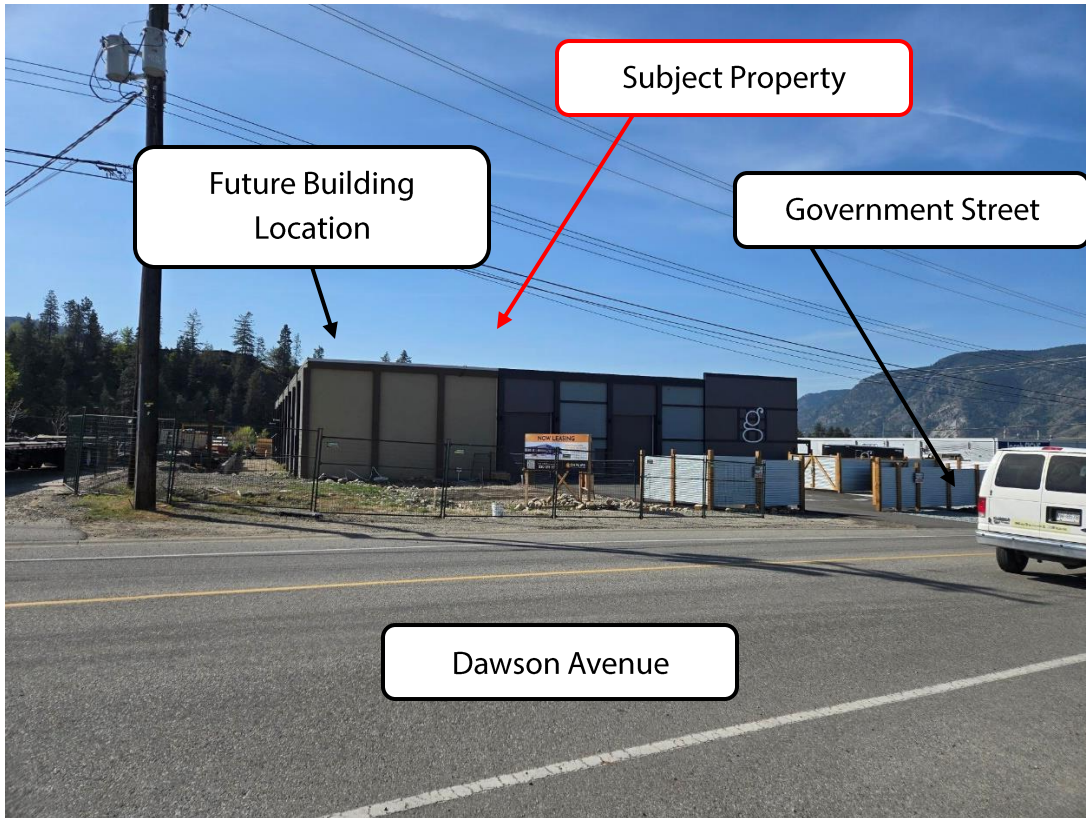 Subject Property
Future Building
Location
Government Street
NOW LEASING
g
Dawson Avenue